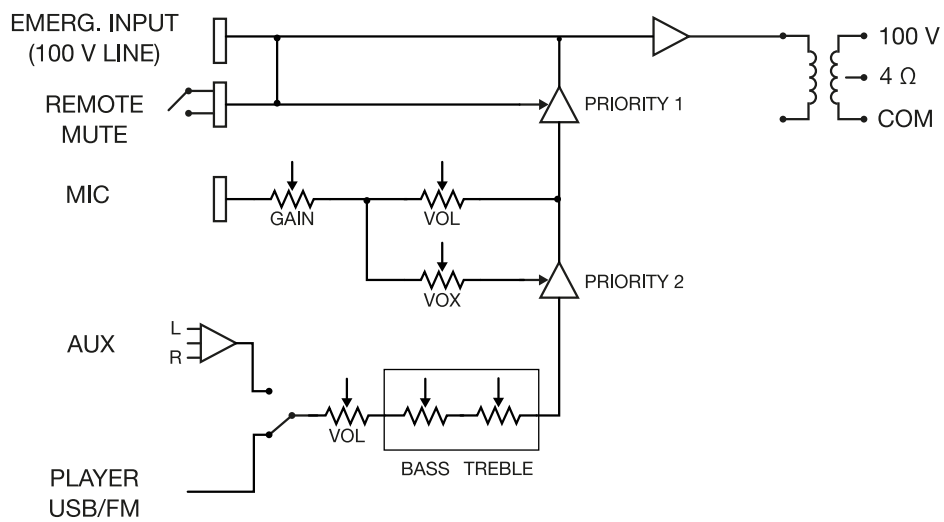 EMERG. INPUT
(100 V LINE)
REMOTE
MUTE
PRIORITY 1
100 V
4 Ω
COM
MIC
GAIN
VOL
VOX
PRIORITY 2
AUX
L
R
VOL
BASS TREBLE
PLAYER
USB/FM